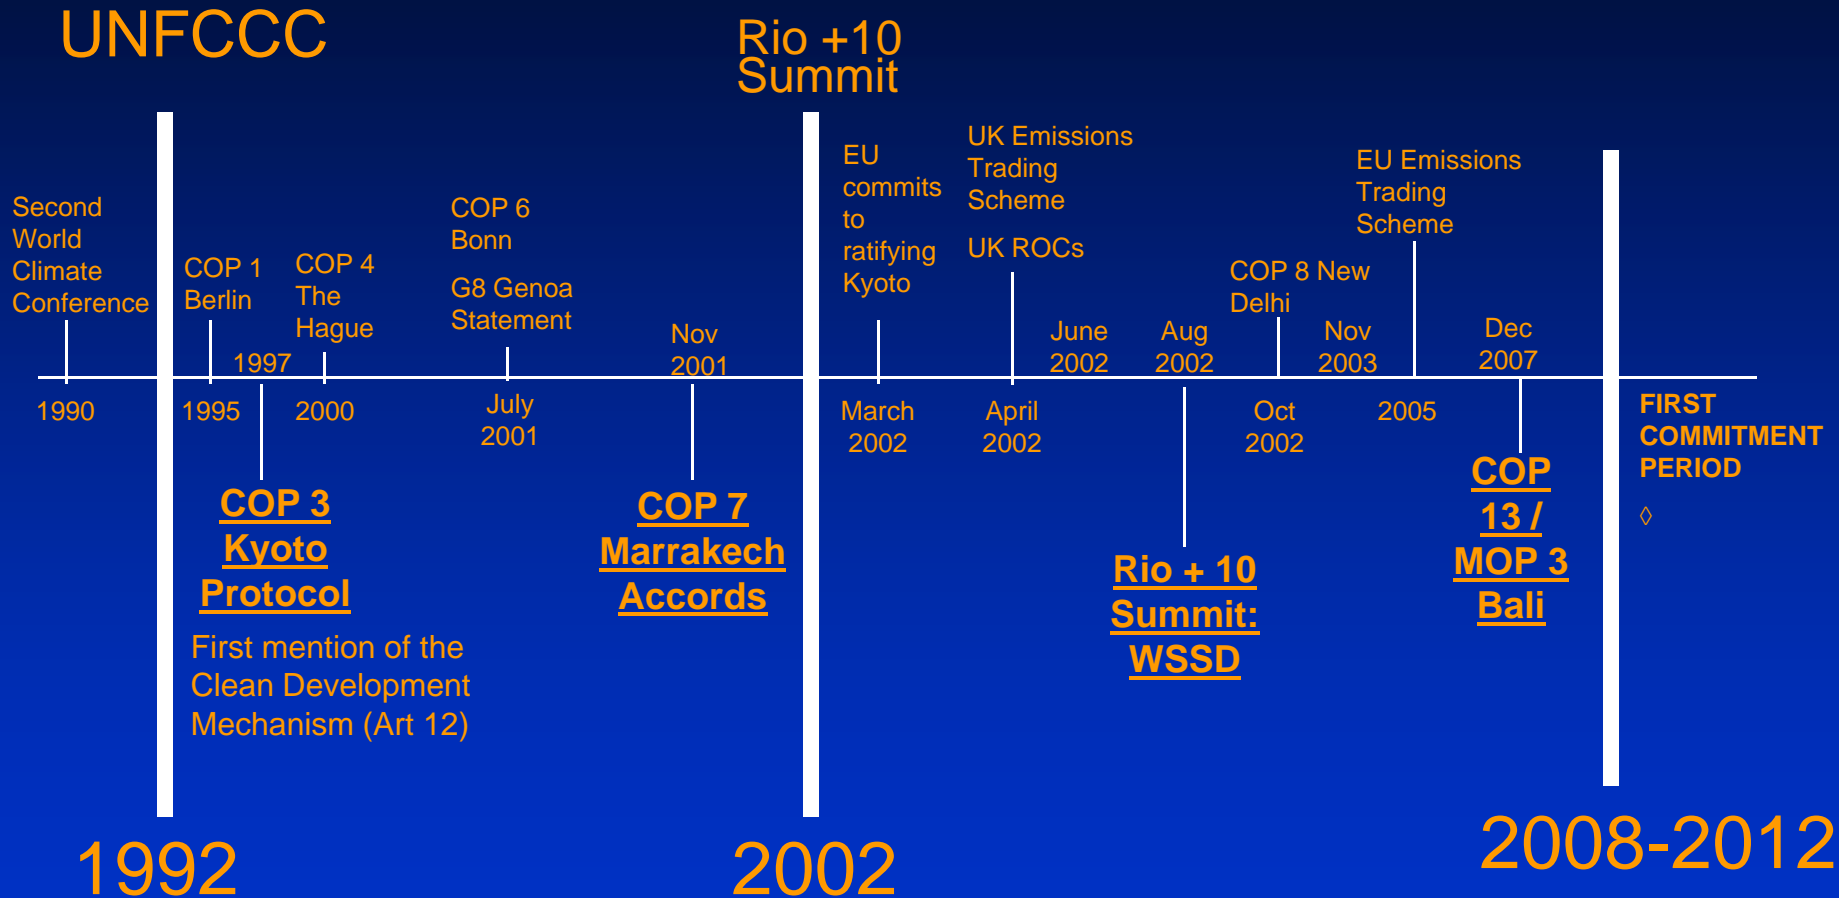 UNFCCC
Rio +10
Summit
Second
World
Climate
Conference
1990
COP 1
Berlin
1995
1997
COP 3
Kyoto
Protocol
First mention of the
Clean Development
Mechanism (Art 12)
COP 4
The
Hague
2000
COP 6
Bonn
G8 Genoa
Statement
July
2001
Nov
2001
COP 7
Marrakech
Accords
EU
commits
to
ratifying
Kyoto
March
2002
UK Emissions
Trading
Scheme
UK ROCs
April
2002
June
2002
Aug
2002
Rio + 10
Summit:
WSSD
COP 8 New
Delhi
Oct
2002
Nov
2003
EU Emissions
Trading
Scheme
2005
Dec
2007
COP
13 /
MOP 3
Bali
FIRST
COMMITMENT
PERIOD
◊
1992
2002
2008-2012